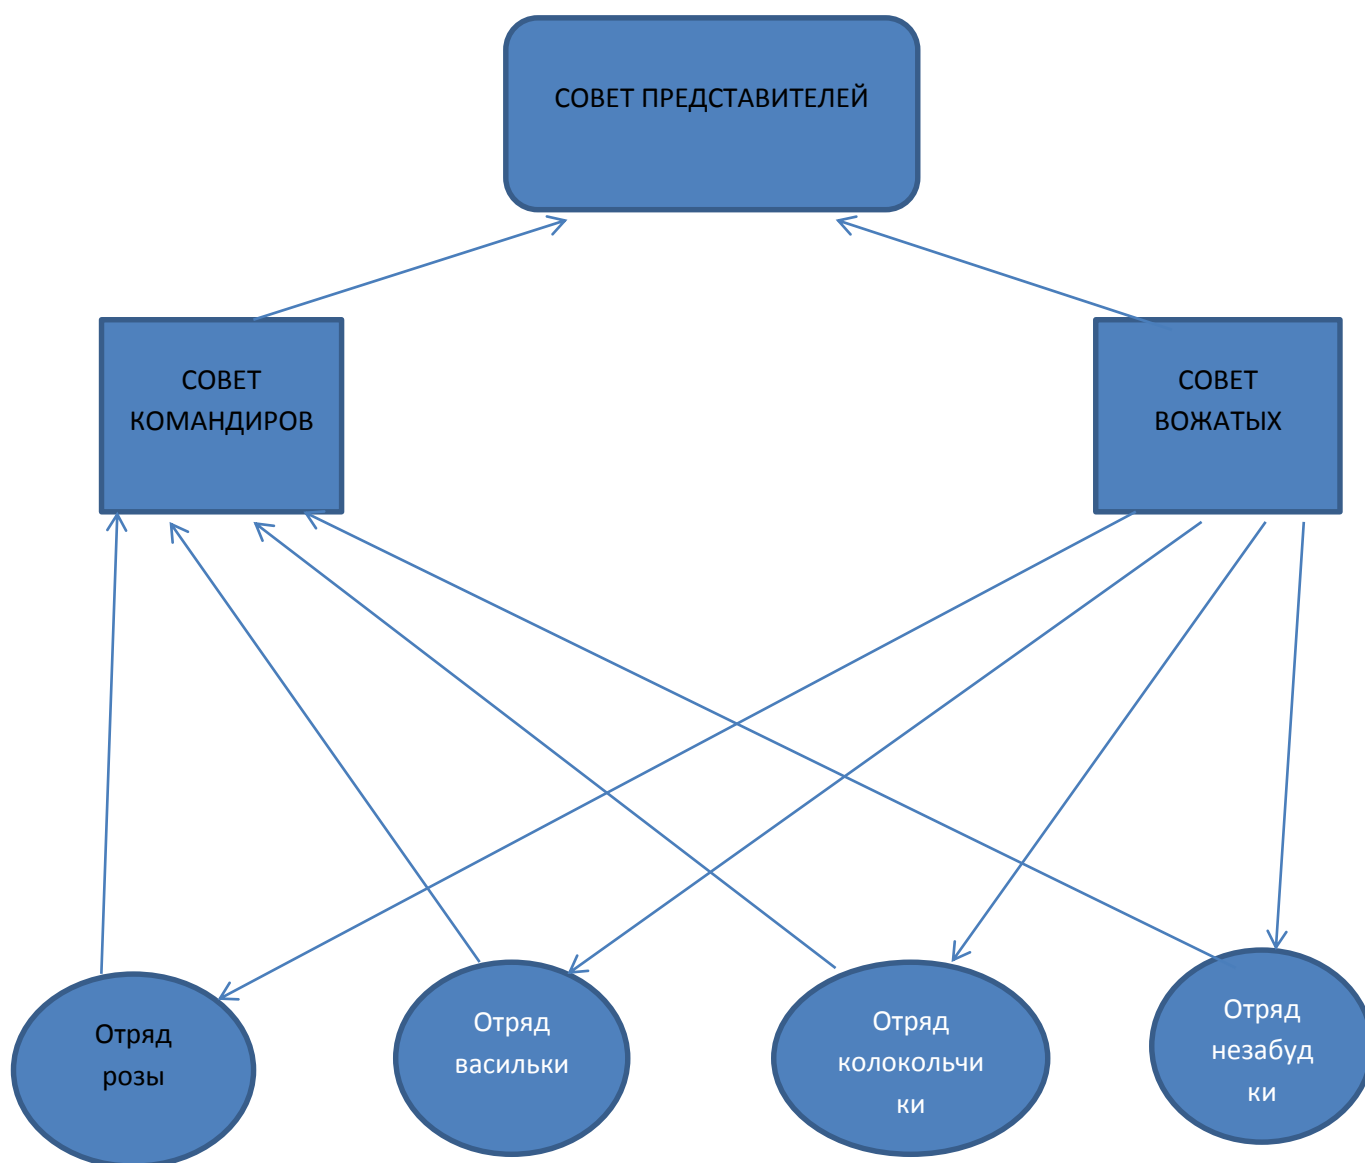 СОВЕТ ПРЕДСТАВИТЕЛЕЙ
СОВЕТ
КОМАНДИРОВ
СОВЕТ
ВОЖАТЫХ
Отряд
розы
Отряд
васильки
Отряд
колокольчи
ки
Отряд
незабуд
ки